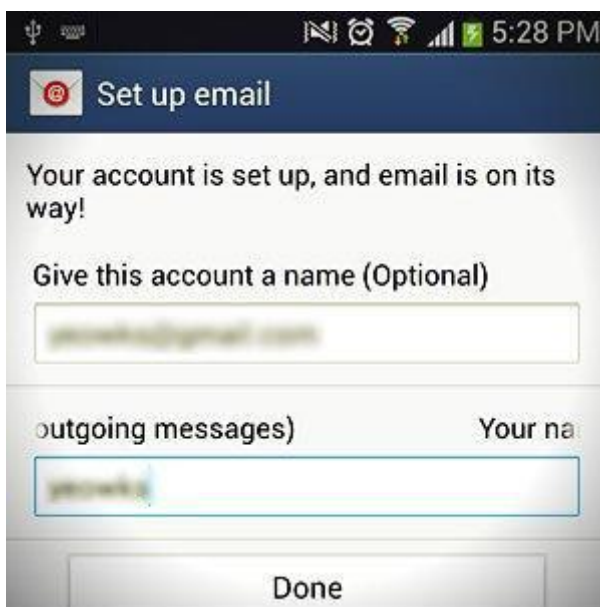 5:28 PM
@
Set up email
Your account is set up, and email is on its
way!
Give this account a name (Optional)
outgoing messages) Your na
Done